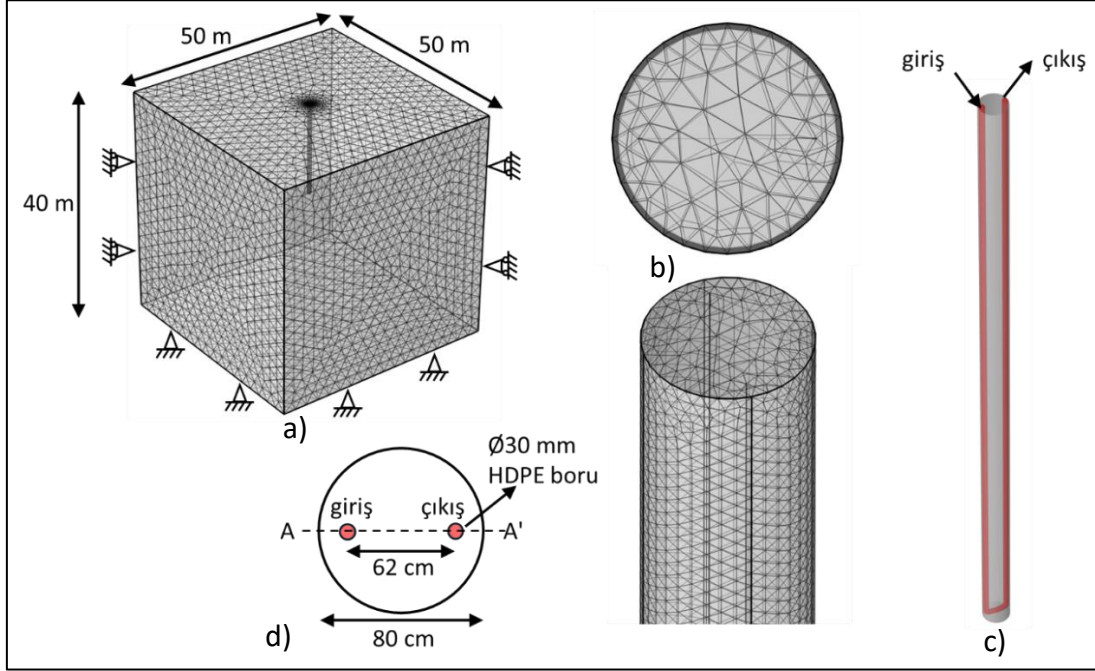 50 m
50 m
40 m
a)
b)
giriş
çıkış
c)
Ø30 mm
HDPE boru
giriş
çıkış
A
A'
62 cm
80 cm
d)